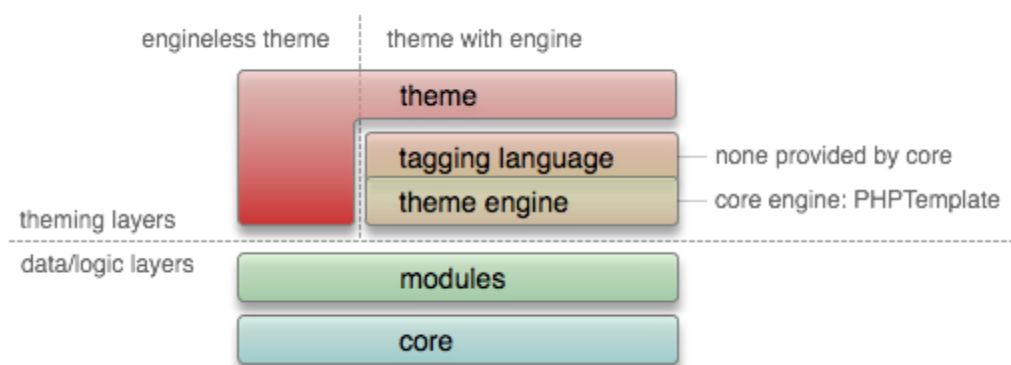 engineless theme
theme with engine
theme
tagging language
none provided by core
theme engine
core engine: PHPTemplate
theming layers
data/logic layers
modules
core